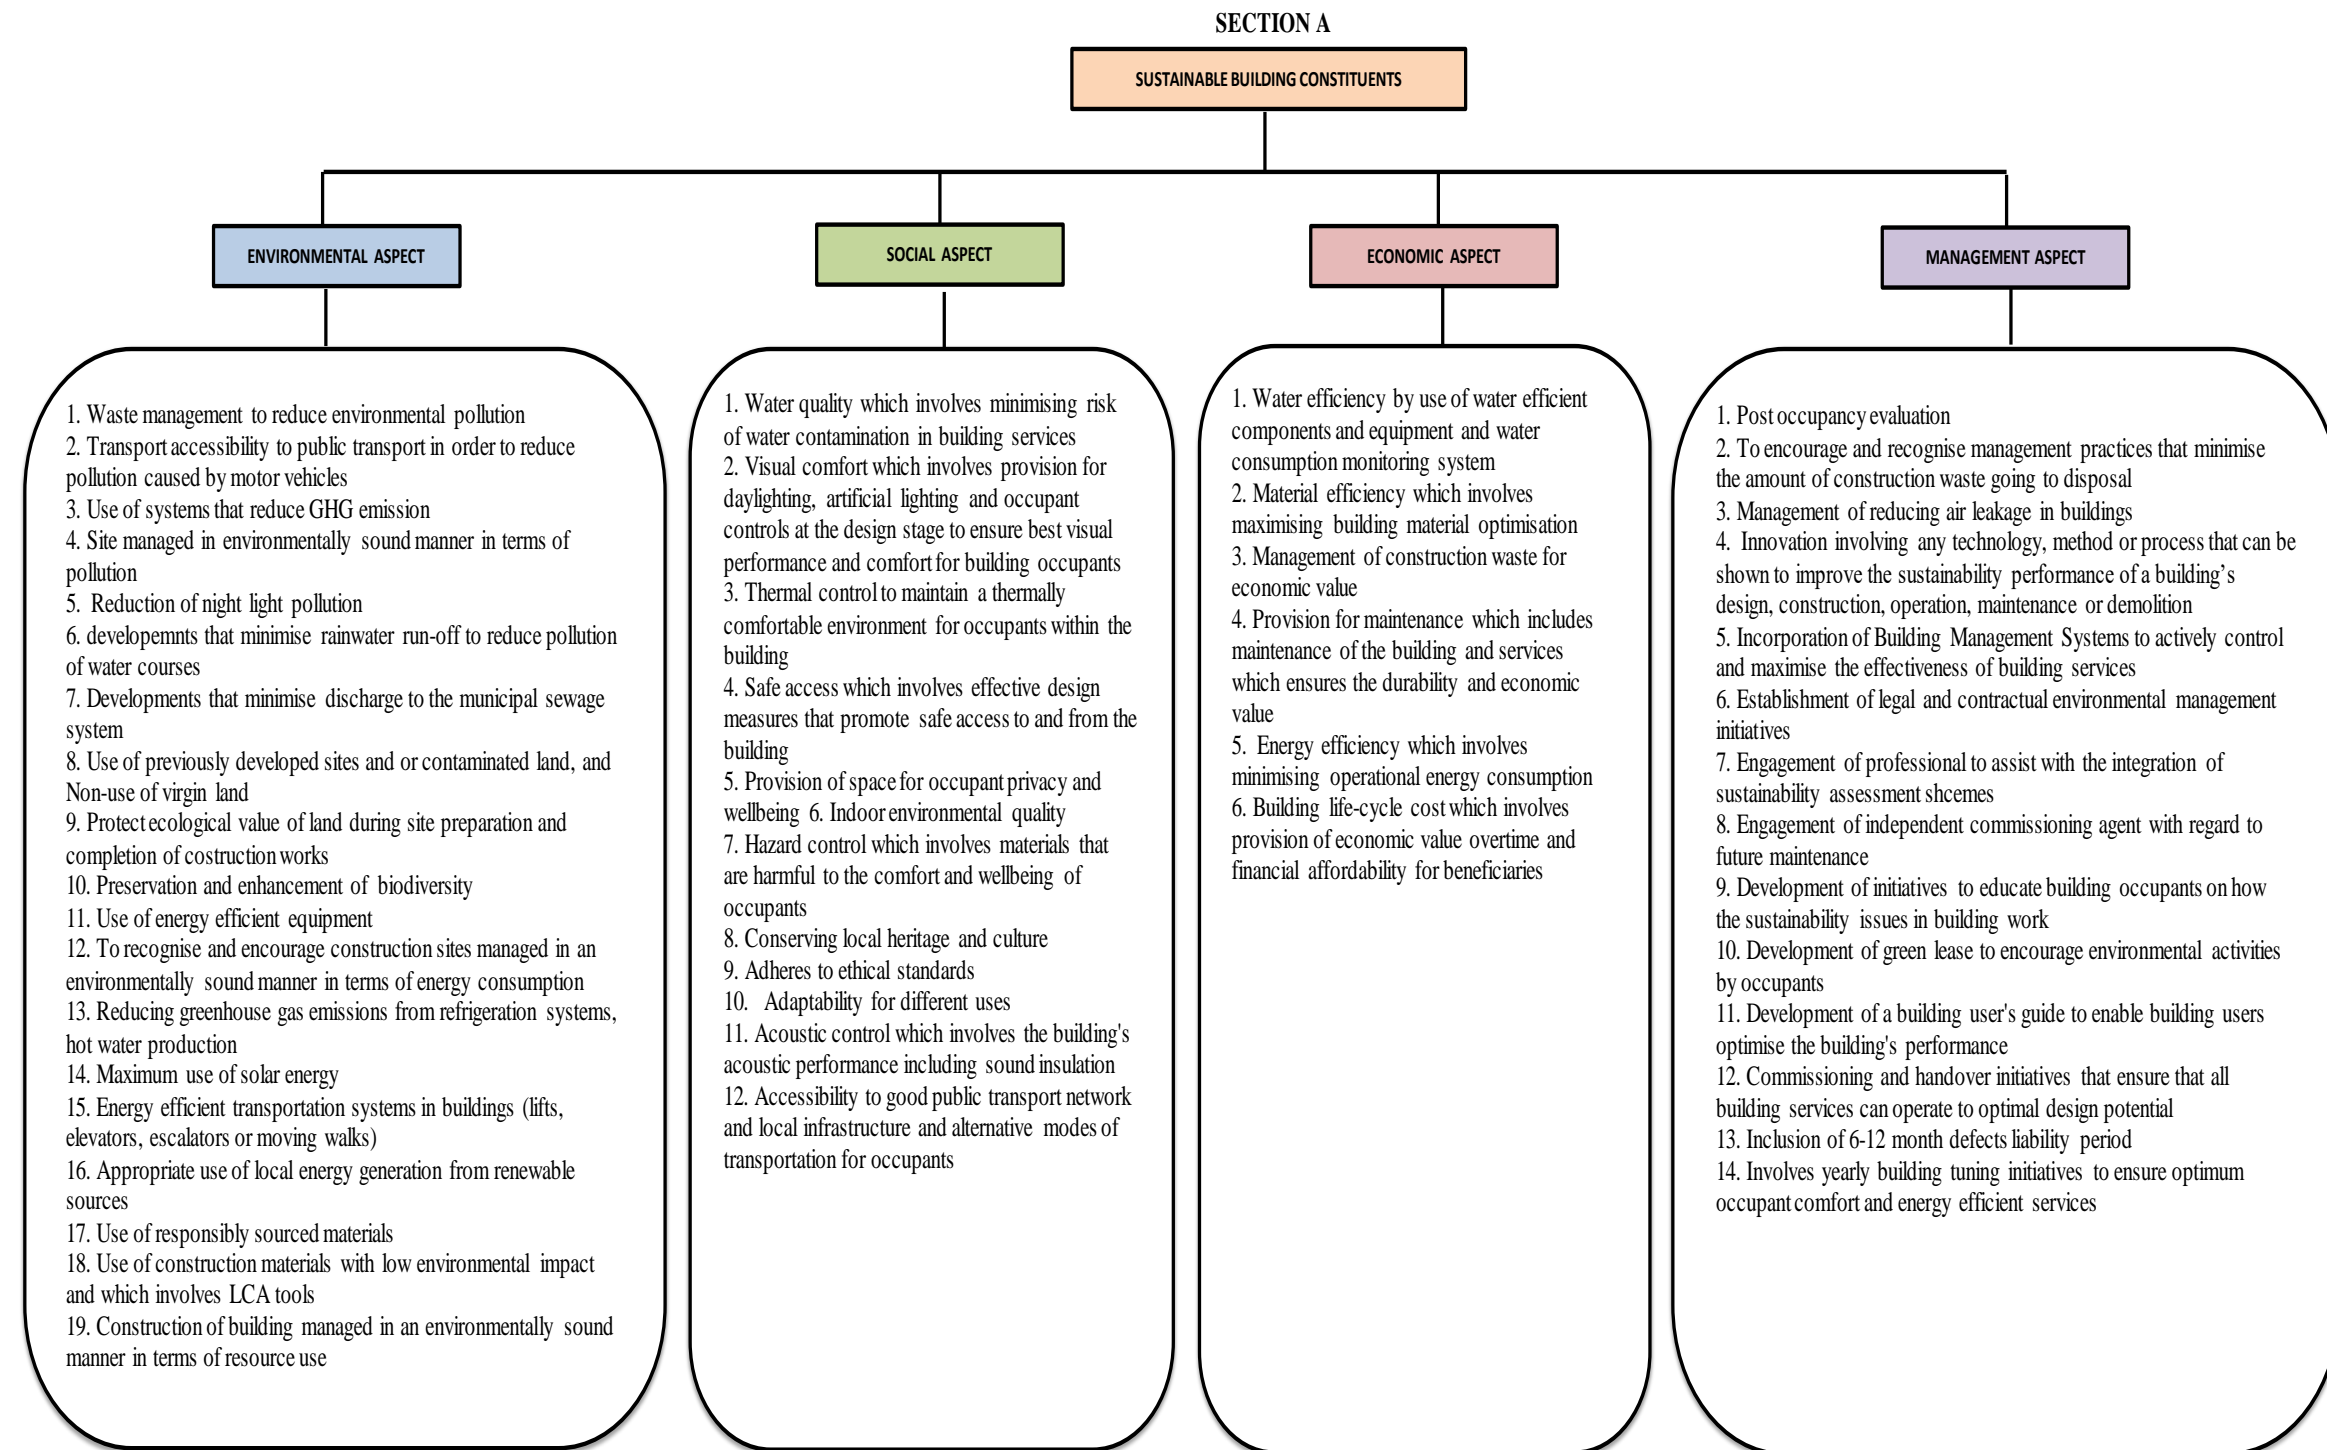 SECTION A
SUSTAINABLE BUILDING CONSTITUENTS
ENVIRONMENTAL ASPECT
SOCIAL ASPECT
ECONOMIC ASPECT
MANAGEMENT ASPECT
1. Waste management to reduce environmental pollution
2. Transport accessibility to public transport in order to reduce
pollution caused by motor vehicles
3. Use of systems that reduce GHG emission
4. Site managed in environmentally sound manner in terms of
pollution
5. Reduction of night light pollution
6. developemnts that minimise rainwater run-off to reduce pollution
of water courses
7. Developments that minimise discharge to the municipal sewage
system
8. Use of previously developed sites and or contaminated land, and
Non-use of virgin land
9. Protect ecological value of land during site preparation and
completion of costruction works
10. Preservation and enhancement of biodiversity
11. Use of energy efficient equipment
12. To recognise and encourage construction sites managed in an
environmentally sound manner in terms of energy consumption
13. Reducing greenhouse gas emissions from refrigeration systems,
hot water production
14. Maximum use of solar energy
15. Energy efficient transportation systems in buildings (lifts,
elevators, escalators or moving walks)
16. Appropriate use of local energy generation from renewable
sources
17. Use of responsibly sourced materials
18. Use of construction materials with low environmental impact
and which involves LCA tools
19. Construction of building managed in an environmentally sound
manner in terms of resource use
1. Water quality which involves minimising risk
of water contamination in building services
2. Visual comfort which involves provision for
daylighting, artificial lighting and occupant
controls at the design stage to ensure best visual
performance and comfort for building occupants
3. Thermal control to maintain a thermally
comfortable environment for occupants within the
building
4. Safe access which involves effective design
measures that promote safe access to and from the
building
5. Provision of space for occupant privacy and
wellbeing 6. Indoor environmental quality
7. Hazard control which involves materials that
are harmful to the comfort and wellbeing of
occupants
8. Conserving local heritage and culture
9. Adheres to ethical standards
10. Adaptability for different uses
11. Acoustic control which involves the building's
acoustic performance including sound insulation
12. Accessibility to good public transport network
and local infrastructure and alternative modes of
transportation for occupants
1. Water efficiency by use of water efficient
components and equipment and water
consumption monitoring system
2. Material efficiency which involves
maximising building material optimisation
3. Management of construction waste for
economic value
4. Provision for maintenance which includes
maintenance of the building and services
which ensures the durability and economic
value
5. Energy efficiency which involves
minimising operational energy consumption
6. Building life-cycle cost which involves
provision of economic value overtime and
financial affordability for beneficiaries
1. Post occupancy evaluation
2. To encourage and recognise management practices that minimise
the amount of construction waste going to disposal
3. Management of reducing air leakage in buildings
4. Innovation involving any technology, method or process that can be
shown to improve the sustainability performance of a building’s
design, construction, operation, maintenance or demolition
5. Incorporation of Building Management Systems to actively control
and maximise the effectiveness of building services
6. Establishment of legal and contractual environmental management
initiatives
7. Engagement of professional to assist with the integration of
sustainability assessment shcemes
8. Engagement of independent commissioning agent with regard to
future maintenance
9. Development of initiatives to educate building occupants on how
the sustainability issues in building work
10. Development of green lease to encourage environmental activities
by occupants
11. Development of a building user's guide to enable building users
optimise the building's performance
12. Commissioning and handover initiatives that ensure that all
building services can operate to optimal design potential
13. Inclusion of 6-12 month defects liability period
14. Involves yearly building tuning initiatives to ensure optimum
occupant comfort and energy efficient services